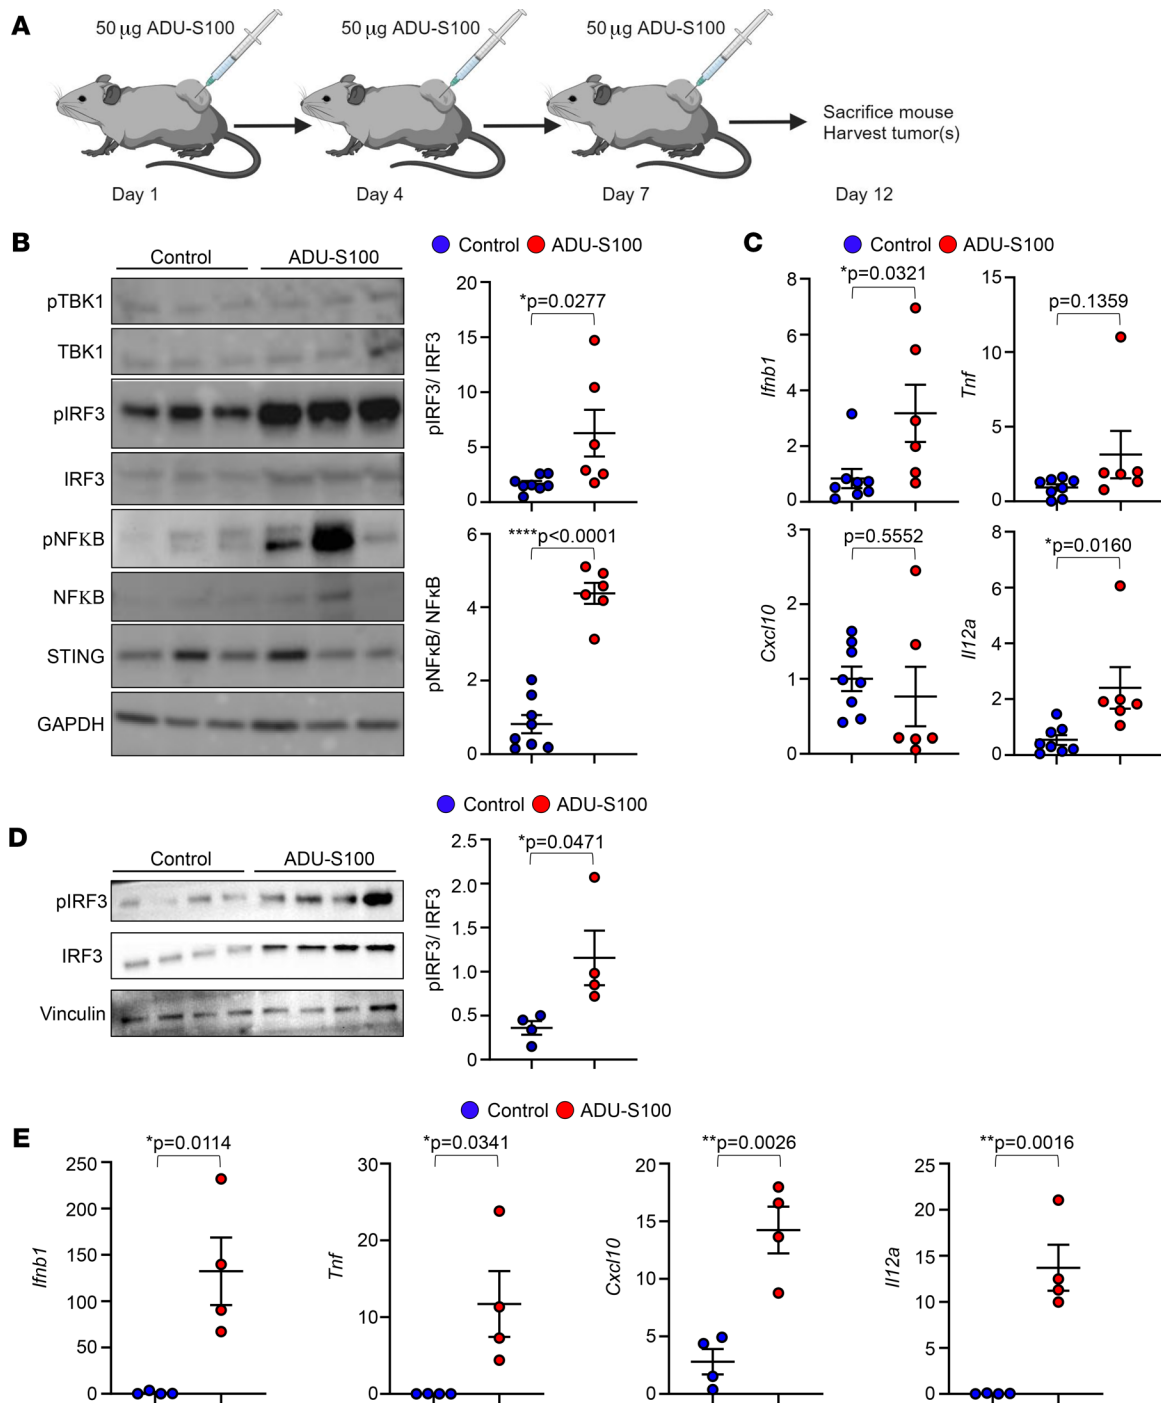 A
50 µg ADU-S100
50 µg ADU-S100
50 µg ADU-S100
Sacrifice mouse
Harvest tumor(s)
Day 1
Day 4
Day 7
Day 12
B
Control
ADU-S100
pTBK1
TBK1
pIRF3
IRF3
pNFκB
NFκB
STING
GAPDH
Control
ADU-S100
*p=0.0277
pIRF3/ IRF3
20
15
10
5
0
****p<0.0001
pNFκB/ NFκB
6
4
2
0
C
Control
ADU-S100
*p=0.0321
Ifnb1
8
6
4
2
0
p=0.1359
Tnf
15
10
5
0
p=0.5552
Cxcl10
3
2
1
0
*p=0.0160
Il12a
8
6
4
2
0
D
Control
ADU-S100
pIRF3
IRF3
Vinculin
Control
ADU-S100
*p=0.0471
pIRF3/ IRF3
2.5
2.0
1.5
1.0
0.5
0
E
Control
ADU-S100
*p=0.0114
Ifnb1
250
200
150
100
50
0
*p=0.0341
Tnf
30
20
10
0
**p=0.0026
Cxcl10
20
15
10
5
0
**p=0.0016
Il12a
25
20
15
10
5
0